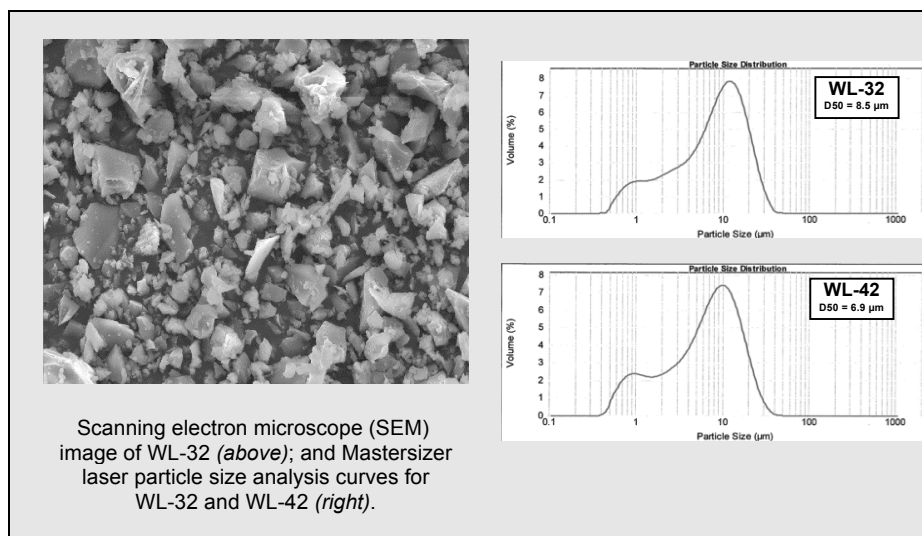 Particle Size Distribution
WL-32
D50 = 8.5 µm
Volume (%)
8
7
6
5
4
3
2
1
0
0.1 1 10 100 1000
Particle Size (µm)
Particle Size Distribution
WL-42
D50 = 6.9 µm
Volume (%)
8
7
6
5
4
3
2
1
0
0.1 1 10 100 1000
Particle Size (µm)
Scanning electron microscope (SEM)
image of WL-32 (above); and Mastersizer
laser particle size analysis curves for
WL-32 and WL-42 (right).